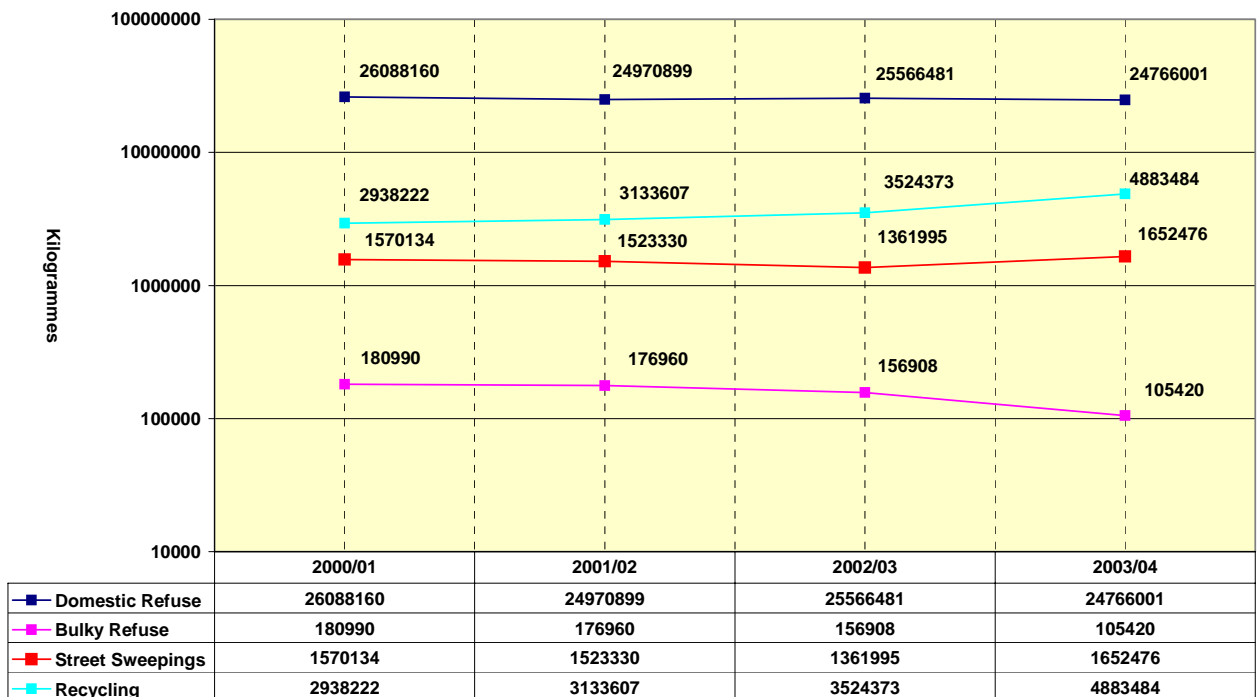 100000000
26088160 24970899 25566481 24766001
10000000
2938222 3133607 3524373 4883484
1570134 1523330 1361995 1652476
Kilogrammes
1000000
180990 176960 156908 105420
100000
10000
2000/01 2001/02 2002/03 2003/04
Domestic Refuse 26088160 24970899 25566481 24766001
Bulky Refuse 180990 176960 156908 105420
Street Sweepings 1570134 1523330 1361995 1652476
Recycling 2938222 3133607 3524373 4883484